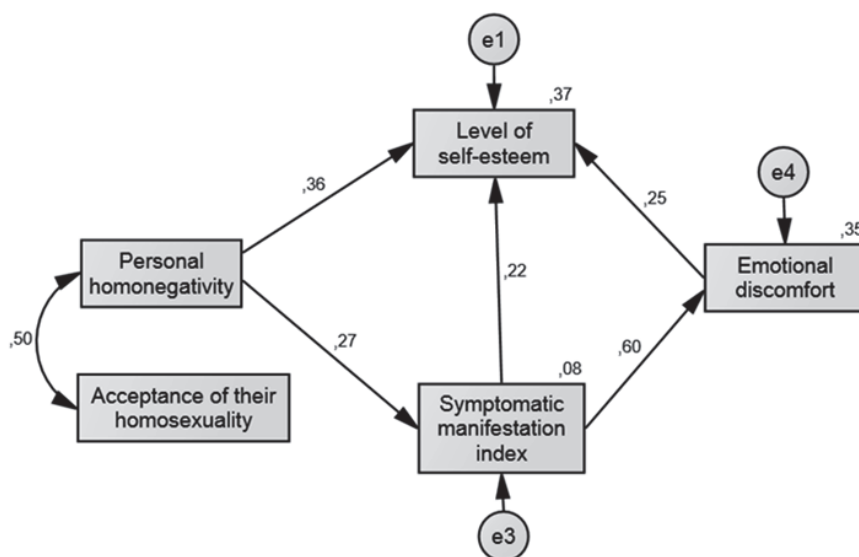 e1
,37
Level of
self-esteem
e4
,36
,25
,35
Personal
homonegativity
Emotional
discomfort
,22
,50
,27
,60
,08
Acceptance of their
homosexuality
Symptomatic
manifestation
index
e3